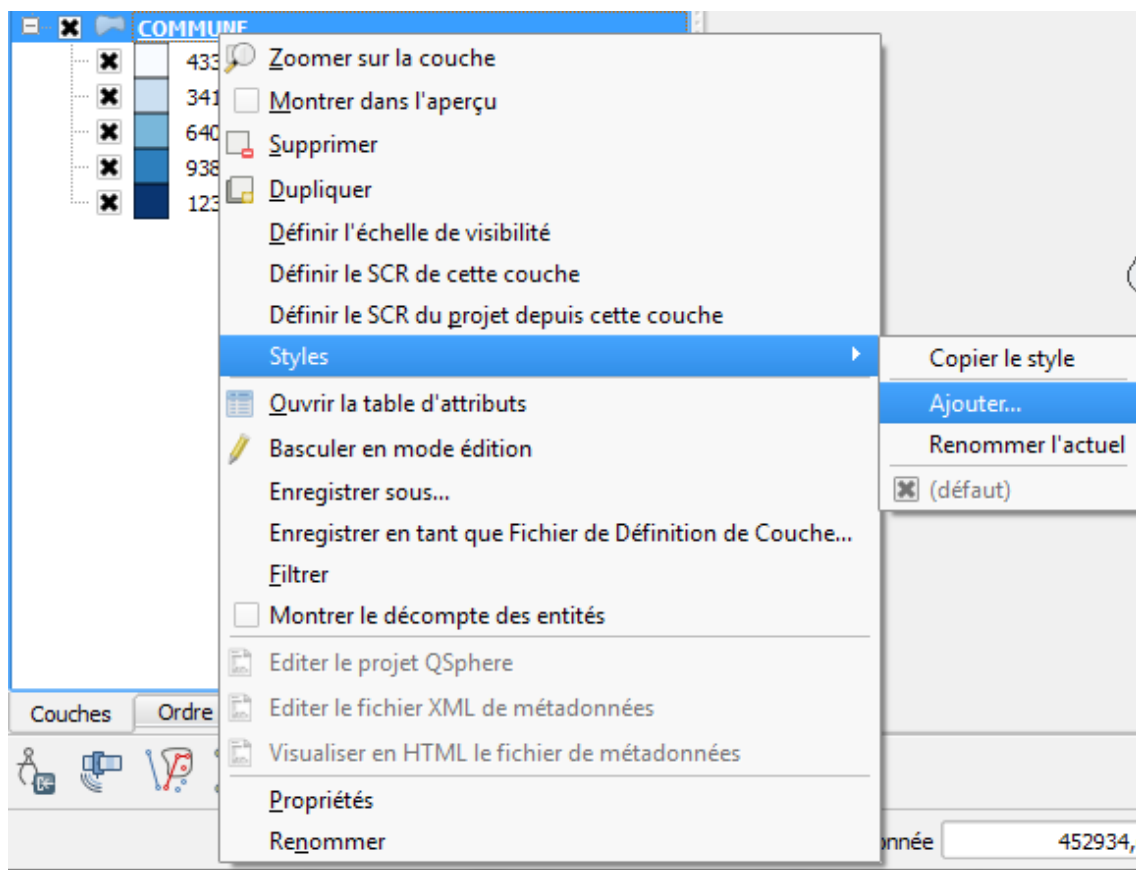 COMMUNE
433
341
640
938
123
Zoomer sur la couche
Montrer dans l'aperçu
Supprimer
Dupliquer
Définir l'échelle de visibilité
Définir le SCR de cette couche
Définir le SCR du projet depuis cette couche
Styles
Copier le style
Ajouter...
Renommer l'actuel
(défaut)
Ouvrir la table d'attributs
Basculer en mode édition
Enregistrer sous...
Enregistrer en tant que Fichier de Définition de Couche...
Filtrer
Montrer le décompte des entités
Editer le projet QSphere
Editer le fichier XML de métadonnées
Visualiser en HTML le fichier de métadonnées
Propriétés
Renommer
Couches
Ordre
onnée
452934,